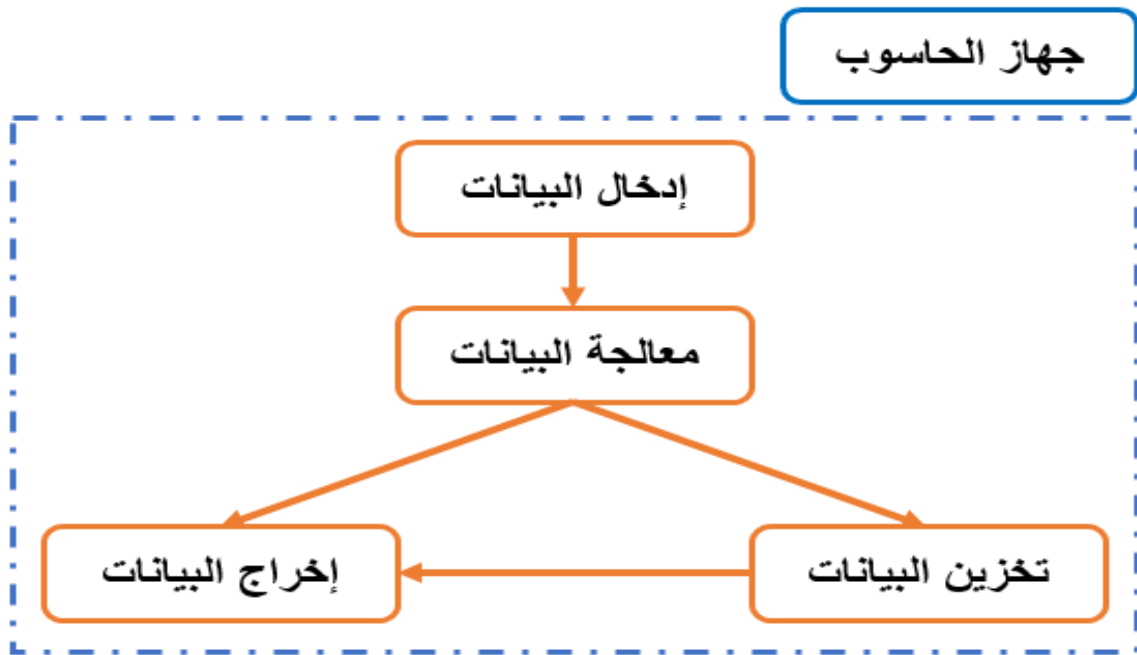 جهاز الحاسوب
إدخال البيانات
معالجة البيانات
تخزين البيانات
إخراج البيانات